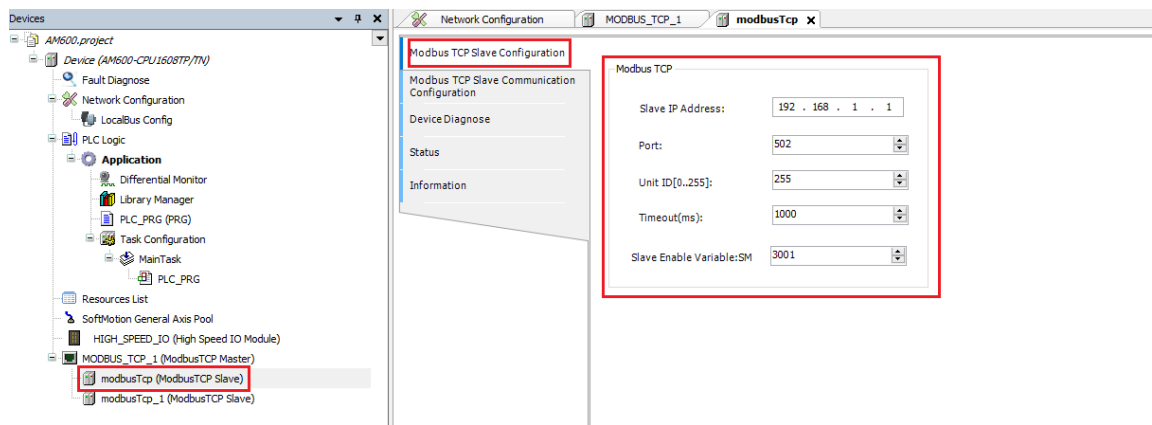 Devices
AM600.project
Device (AM600-CPU1608TP/TN)
Fault Diagnose
Network Configuration
LocalBus Config
PLC Logic
Application
Differential Monitor
Library Manager
PLC_PRG (PRG)
Task Configuration
MainTask
PLC_PRG
Resources List
SoftMotion General Axis Pool
HIGH_SPEED_IO (High Speed IO Module)
MODBUS_TCP_1 (ModbusTCP Master)
modbusTcp (ModbusTCP Slave)
modbusTcp_1 (ModbusTCP Slave)
Network Configuration
MODBUS_TCP_1
modbusTcp
Modbus TCP Slave Configuration
Modbus TCP Slave Communication
Configuration
Device Diagnose
Status
Information
Modbus TCP
Slave IP Address: 192 . 168 . 1 . 1
Port: 502
Unit ID[0..255]: 255
Timeout(ms): 1000
Slave Enable Variable:SM 3001